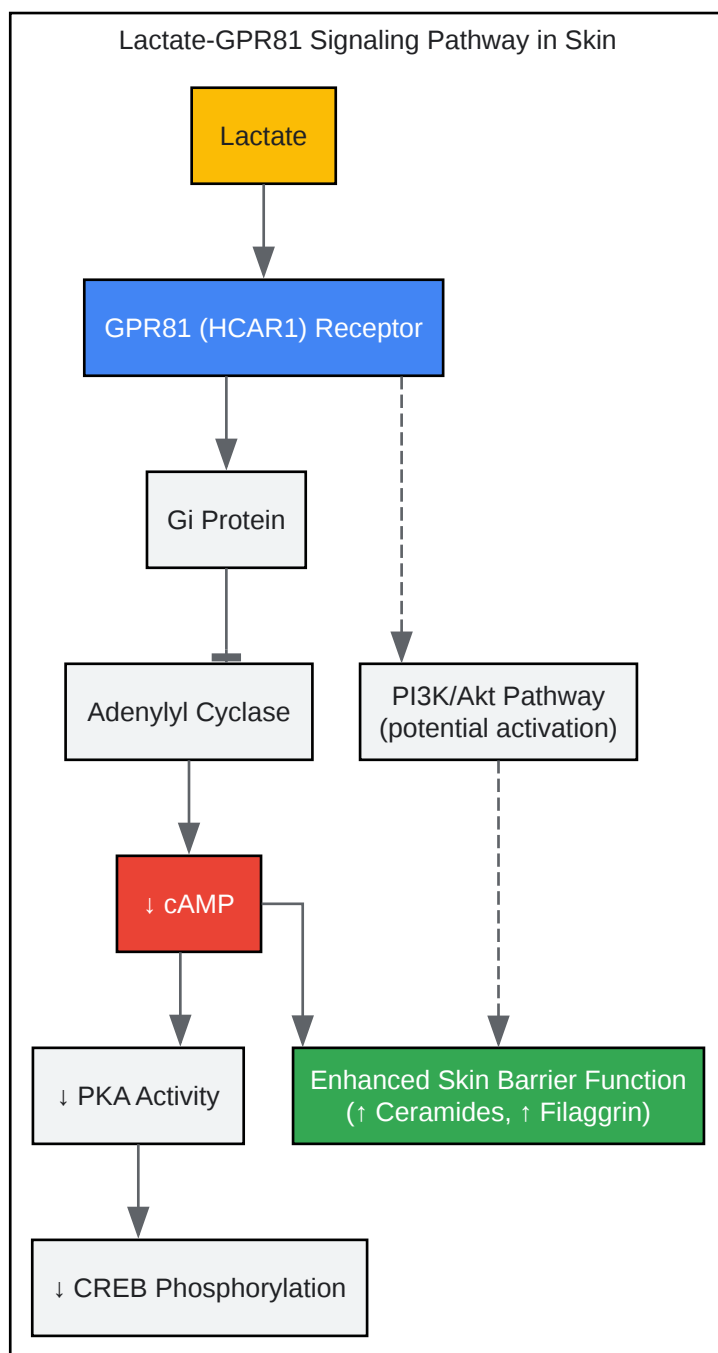 Lactate-GPR81 Signaling Pathway in Skin
Lactate
GPR81 (HCAR1) Receptor
Gi Protein
Adenylyl Cyclase
PI3K/Akt Pathway
(potential activation)
↓ cAMP
↓ PKA Activity
Enhanced Skin Barrier Function
(↑ Ceramides, ↑ Filaggrin)
↓ CREB Phosphorylation